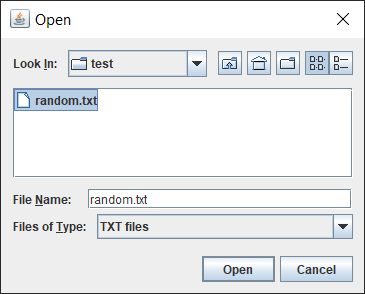 Open
Look In: test
random.txt
File Name: random.txt
Files of Type: TXT files
Open Cancel